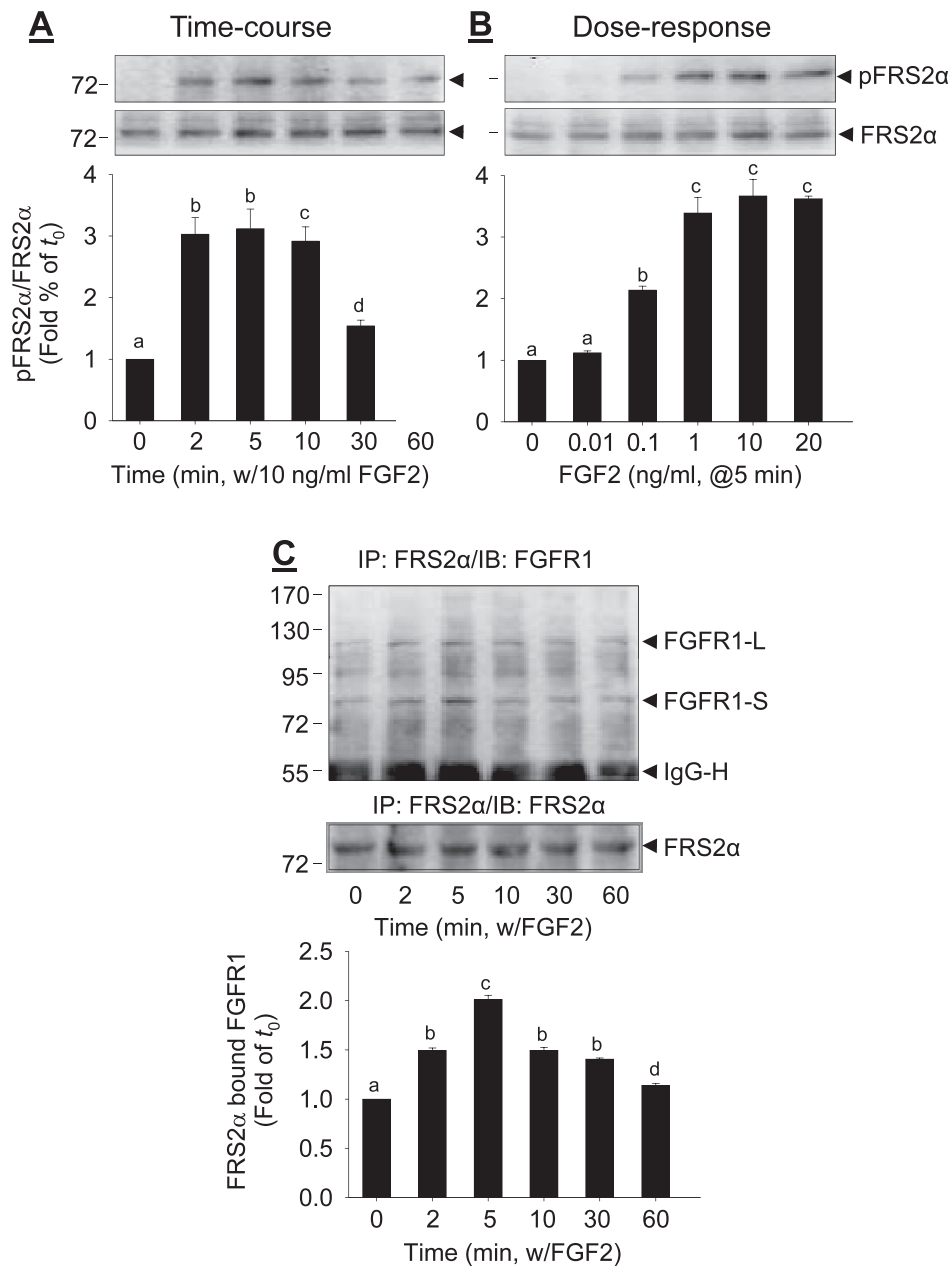 A Time-course
72
72
pFRS2α/FRS2α
(Fold % of t0)
4
3
2
1
0
a
b
b
c
d
0 2 5 10 30 60
Time (min, w/10 ng/ml FGF2)
B Dose-response
pFRS2α
FRS2α
4
3
2
1
0
a
a
b
c
c
c
0 0.01 0.1 1 10 20
FGF2 (ng/ml, @5 min)
C
IP: FRS2α/IB: FGFR1
170
130
95
72
55
FGFR1-L
FGFR1-S
IgG-H
IP: FRS2α/IB: FRS2α
72
FRS2α
0 2 5 10 30 60
Time (min, w/FGF2)
FRS2α bound FGFR1
(Fold of t0)
2.5
2.0
1.5
1.0
0.5
0.0
a
b
c
b
b
d
0 2 5 10 30 60
Time (min, w/FGF2)